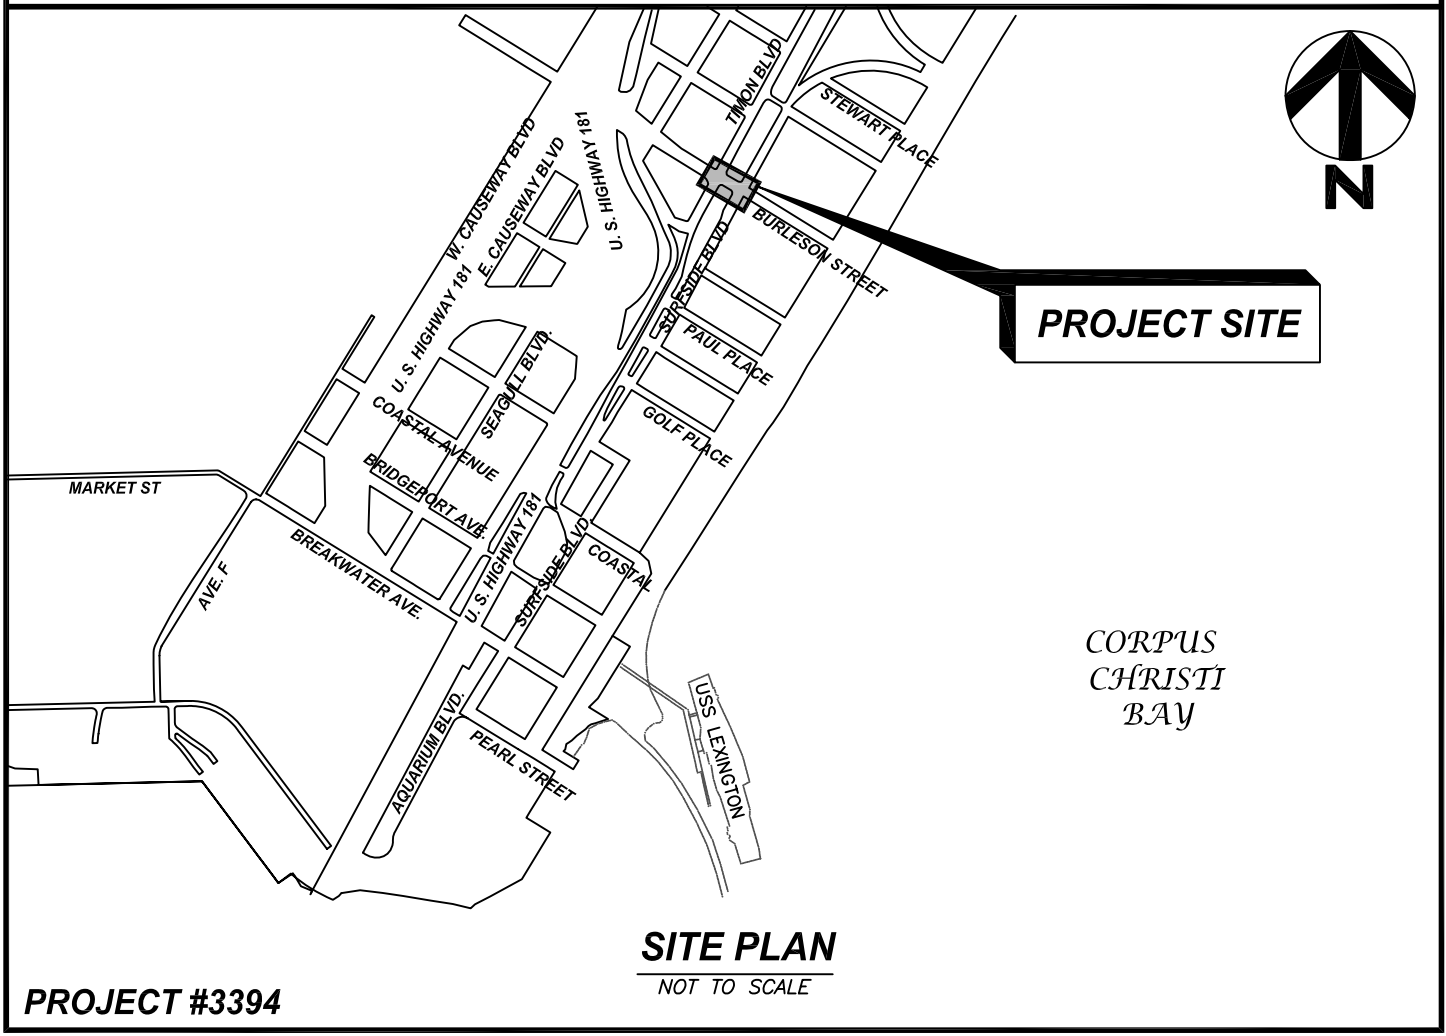 TIMON BLVD
STEWART PLACE
W. CAUSEWAY BLVD
E. CAUSEWAY BLVD
U. S. HIGHWAY 181
N
BURLESON STREET
SURFSIDE BLVD
U. S. HIGHWAY 181
PROJECT SITE
PAUL PLACE
SEAGULL BLVD.
COASTAL AVENUE
GOLF PLACE
BRIDGEPORT AVE.
MARKET ST
U. S. HIGHWAY 181
BREAKWATER AVE.
SURFSIDE BLVD
COASTAL
AVE. F
CORPUS
CHRISTI
BAY
USS LEXINGTON
AQUARIUM BLVD.
PEARL STREET
SITE PLAN
NOT TO SCALE
PROJECT #3394